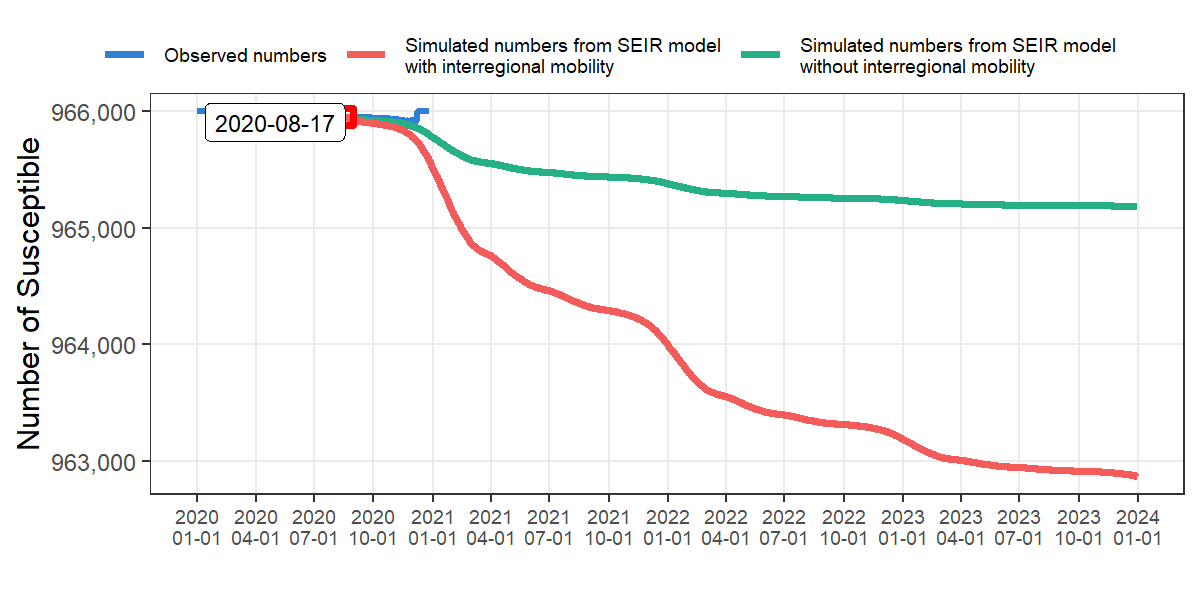 Observed numbers
Simulated numbers from SEIR model
with interregional mobility
Simulated numbers from SEIR model
without interregional mobility
Number of Susceptible
966,000
965,000
964,000
963,000
2020-08-17
2020 2020 2020 2020 2021 2021 2021 2021 2022 2022 2022 2022 2023 2023 2023 2023 2024
01-01 04-01 07-01 10-01 01-01 04-01 07-01 10-01 01-01 04-01 07-01 10-01 01-01 04-01 07-01 10-01 01-01